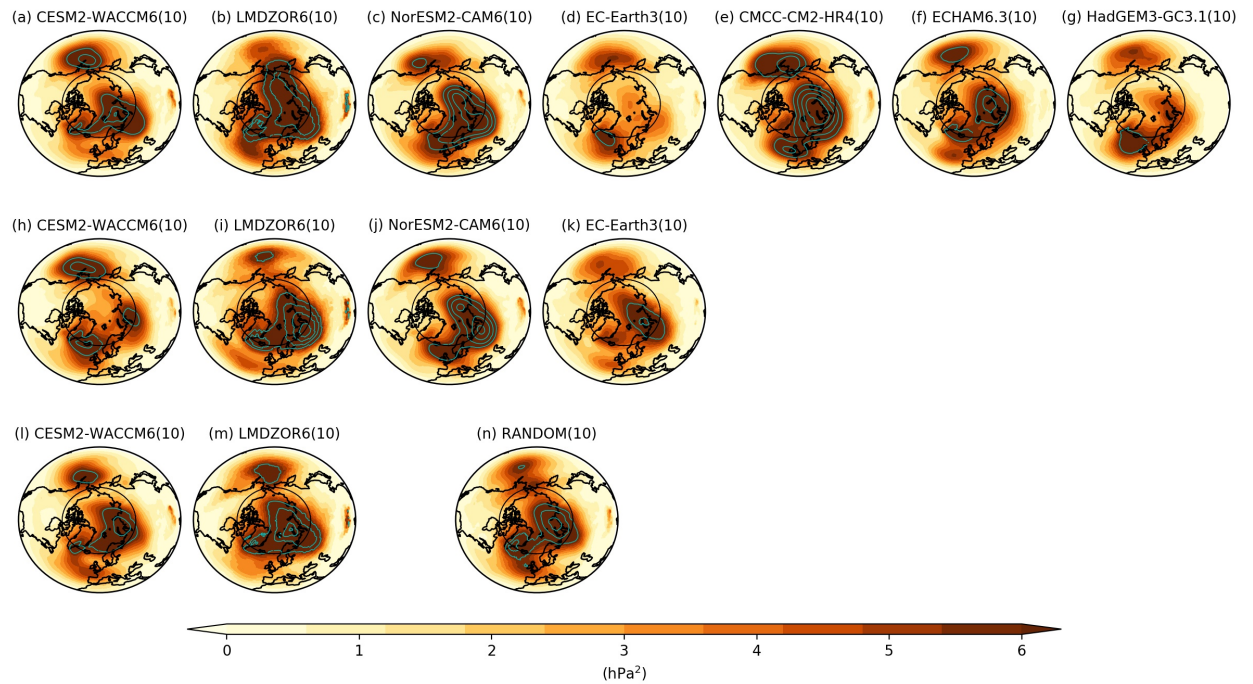 (a) CESM2-WACCM6(10) (b) LMDZOR6(10) (c) NorESM2-CAM6(10) (d) EC-Earth3(10) (e) CMCC-CM2-HR4(10) (f) ECHAM6.3(10) (g) HadGEM3-GC3.1(10)
(h) CESM2-WACCM6(10) (i) LMDZOR6(10) (j) NorESM2-CAM6(10) (k) EC-Earth3(10)
(l) CESM2-WACCM6(10) (m) LMDZOR6(10) (n) RANDOM(10)
0 1 2 3 4 5 6
(hPa²)